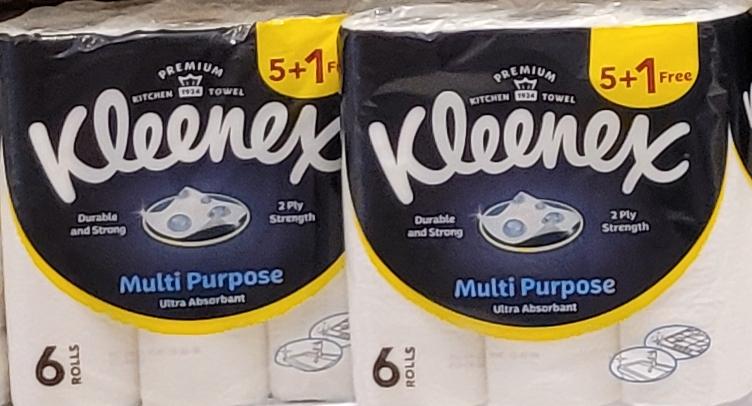 PREMIUM
KITCHEN 1924 TOWEL
Kleenex
5+1 Fr
Durable
and Strong
2 Ply
Strength
Multi Purpose
Ultra Absorbant
6 ROLLS
PREMIUM
KITCHEN 1924 TOWEL
Kleenex
5+1 Free
Durable
and Strong
2 Ply
Strength
Multi Purpose
Ultra Absorbant
6 ROLLS